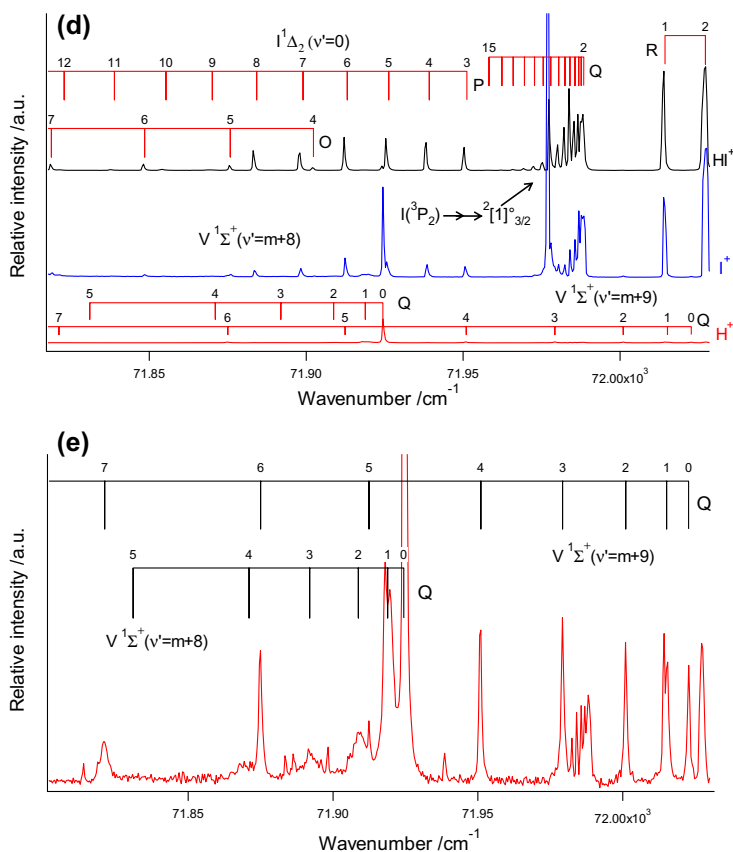 (d)
I¹Δ₂ (ν'=0)
12 11 10 9 8 7 6 5 4 3 P 15 2 Q R 1 2
7 6 5 4 O
HI⁺
I(³P₂) →→ ²[1]°₃/₂
V ¹Σ⁺(ν'=m+8)
I⁺
V ¹Σ⁺(ν'=m+9)
5 4 3 2 1 0 Q
7 6 5 4 3 2 1 0 Q
H⁺
Relative intensity /a.u.
71.85 71.90 71.95 72.00x10³
Wavenumber /cm⁻¹
(e)
7 6 5 4 3 2 1 0 Q
5 4 3 2 1 0 Q
V ¹Σ⁺(ν'=m+9)
V ¹Σ⁺(ν'=m+8)
Relative intensity /a.u.
71.85 71.90 71.95 72.00x10³
Wavenumber /cm⁻¹